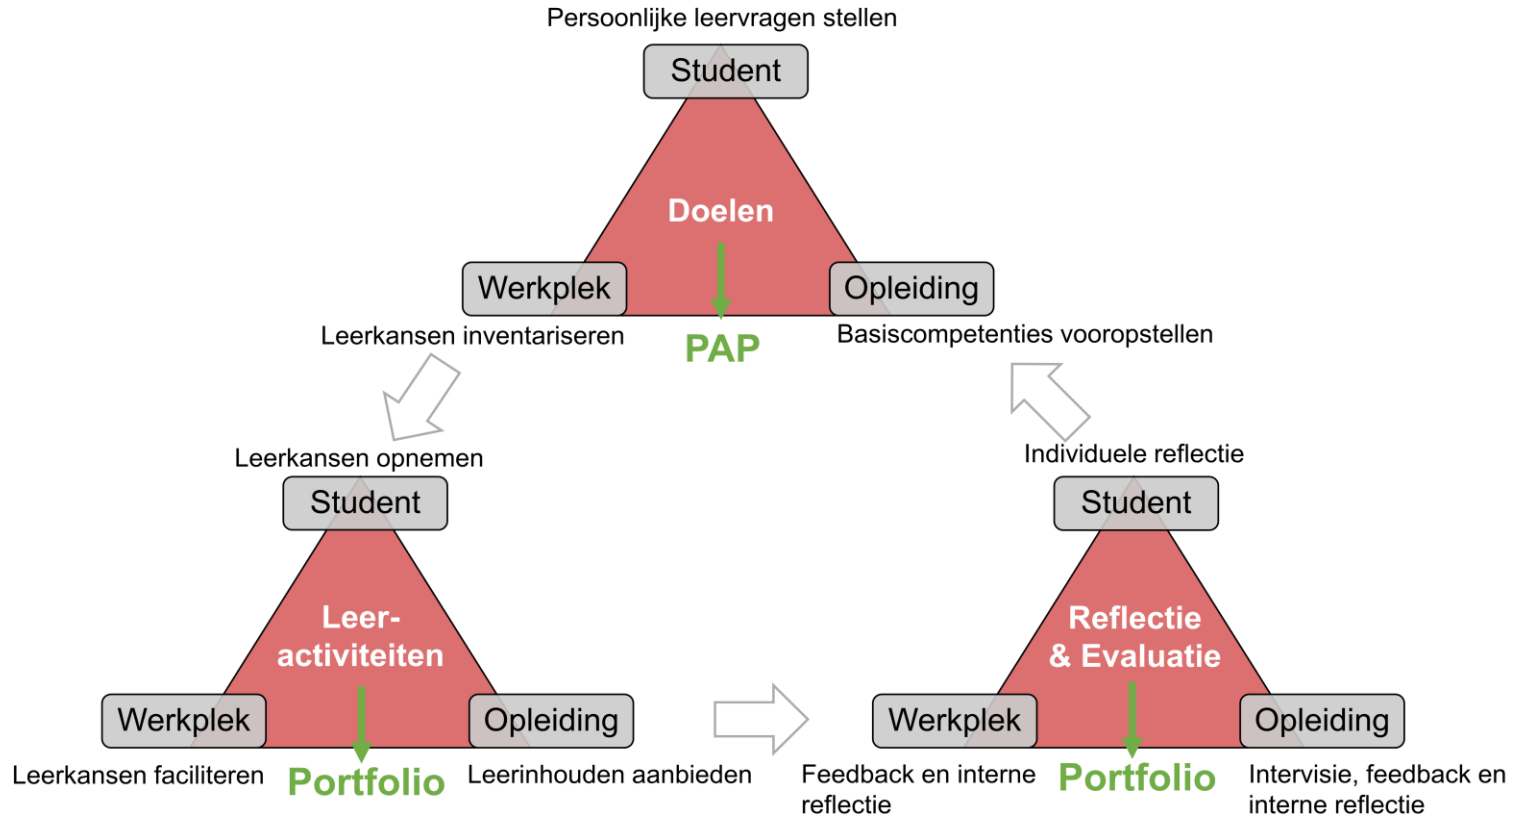 Persoonlijke leervragen stellen
Student
Doelen
Werkplek
Opleiding
Leerkansen inventariseren
PAP
Basiscompetenties vooropstellen
Leerkansen opnemen
Student
Leer-
activiteiten
Werkplek
Opleiding
Leerkansen faciliteren
Portfolio
Leerinhouden aanbieden
Individuele reflectie
Student
Reflectie
& Evaluatie
Werkplek
Opleiding
Feedback en interne
reflectie
Portfolio
Intervisie, feedback en
interne reflectie